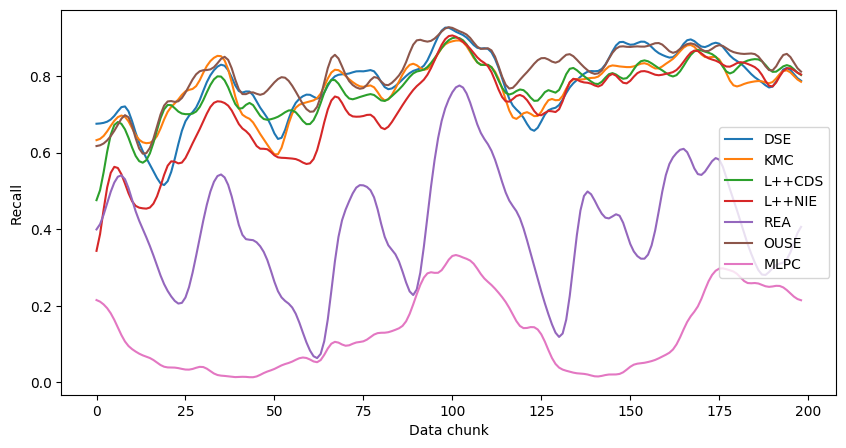 Recall
0.8
0.6
0.4
0.2
0.0
0
25
50
75
100
125
150
175
200
Data chunk
DSE
KMC
L++CDS
L++NIE
REA
OUSE
MLPC